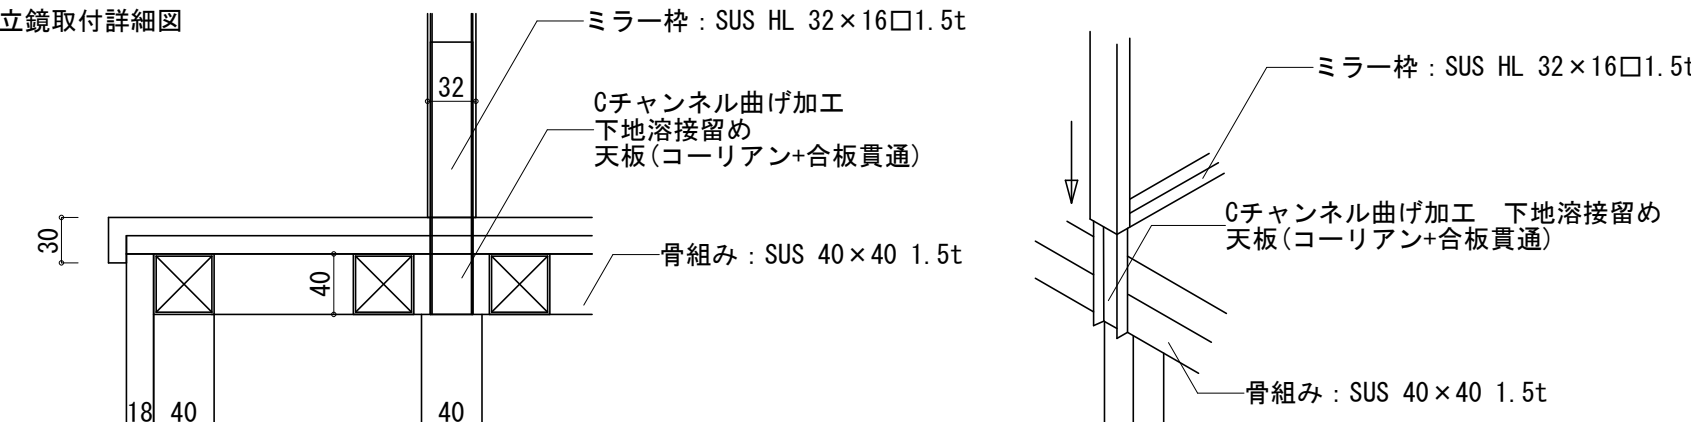 立鏡取付詳細図
ミラー枠：SUS HL 32×16□1.5t
32
Cチャンネル曲げ加工
下地溶接留め
天板(コーリアン+合板貫通)
30
40
骨組み：SUS 40×40 1.5t
18
40
40
ミラー枠：SUS HL 32×16□1.5t
Cチャンネル曲げ加工　下地溶接留め
天板(コーリアン+合板貫通)
骨組み：SUS 40×40 1.5t